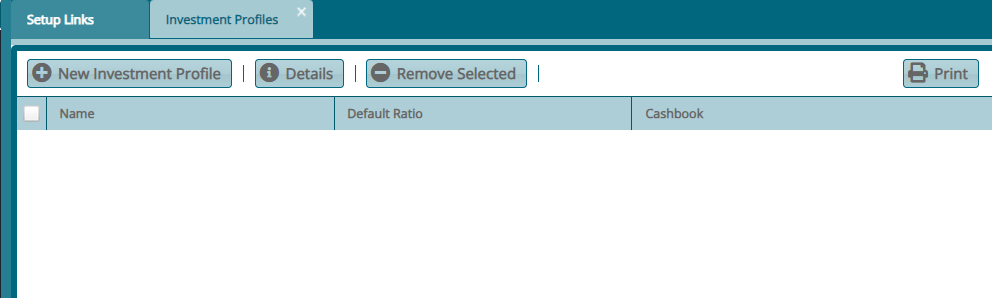 Setup Links
Investment Profiles
New Investment Profile
Details
Remove Selected
Print
Name
Default Ratio
Cashbook